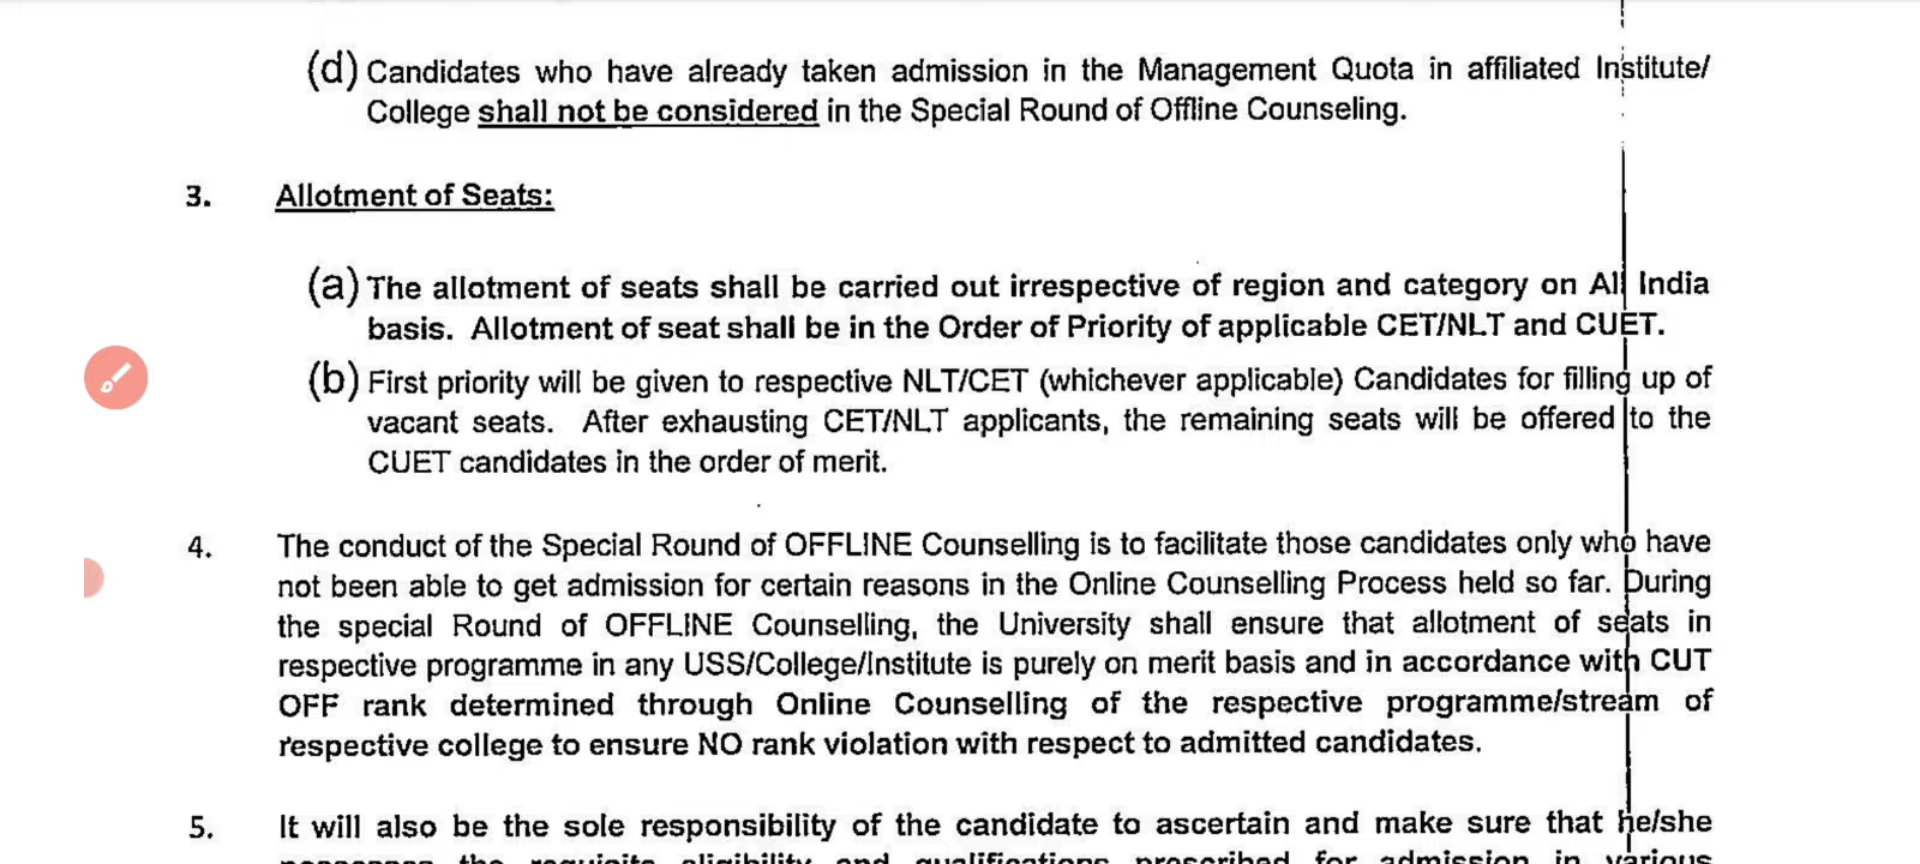 (d) Candidates who have already taken admission in the Management Quota in affiliated Institute/
College shall not be considered in the Special Round of Offline Counseling.
3. Allotment of Seats:
(a) The allotment of seats shall be carried out irrespective of region and category on All India
basis. Allotment of seat shall be in the Order of Priority of applicable CET/NLT and CUET.
(b) First priority will be given to respective NLT/CET (whichever applicable) Candidates for filling up of
vacant seats. After exhausting CET/NLT applicants, the remaining seats will be offered to the
CUET candidates in the order of merit.
4. The conduct of the Special Round of OFFLINE Counselling is to facilitate those candidates only who have
not been able to get admission for certain reasons in the Online Counselling Process held so far. During
the special Round of OFFLINE Counselling, the University shall ensure that allotment of seats in
respective programme in any USS/College/Institute is purely on merit basis and in accordance with CUT
OFF rank determined through Online Counselling of the respective programme/stream of
respective college to ensure NO rank violation with respect to admitted candidates.
5. It will also be the sole responsibility of the candidate to ascertain and make sure that he/she
the requisite eligibility and qualifications prescribed for admission in various